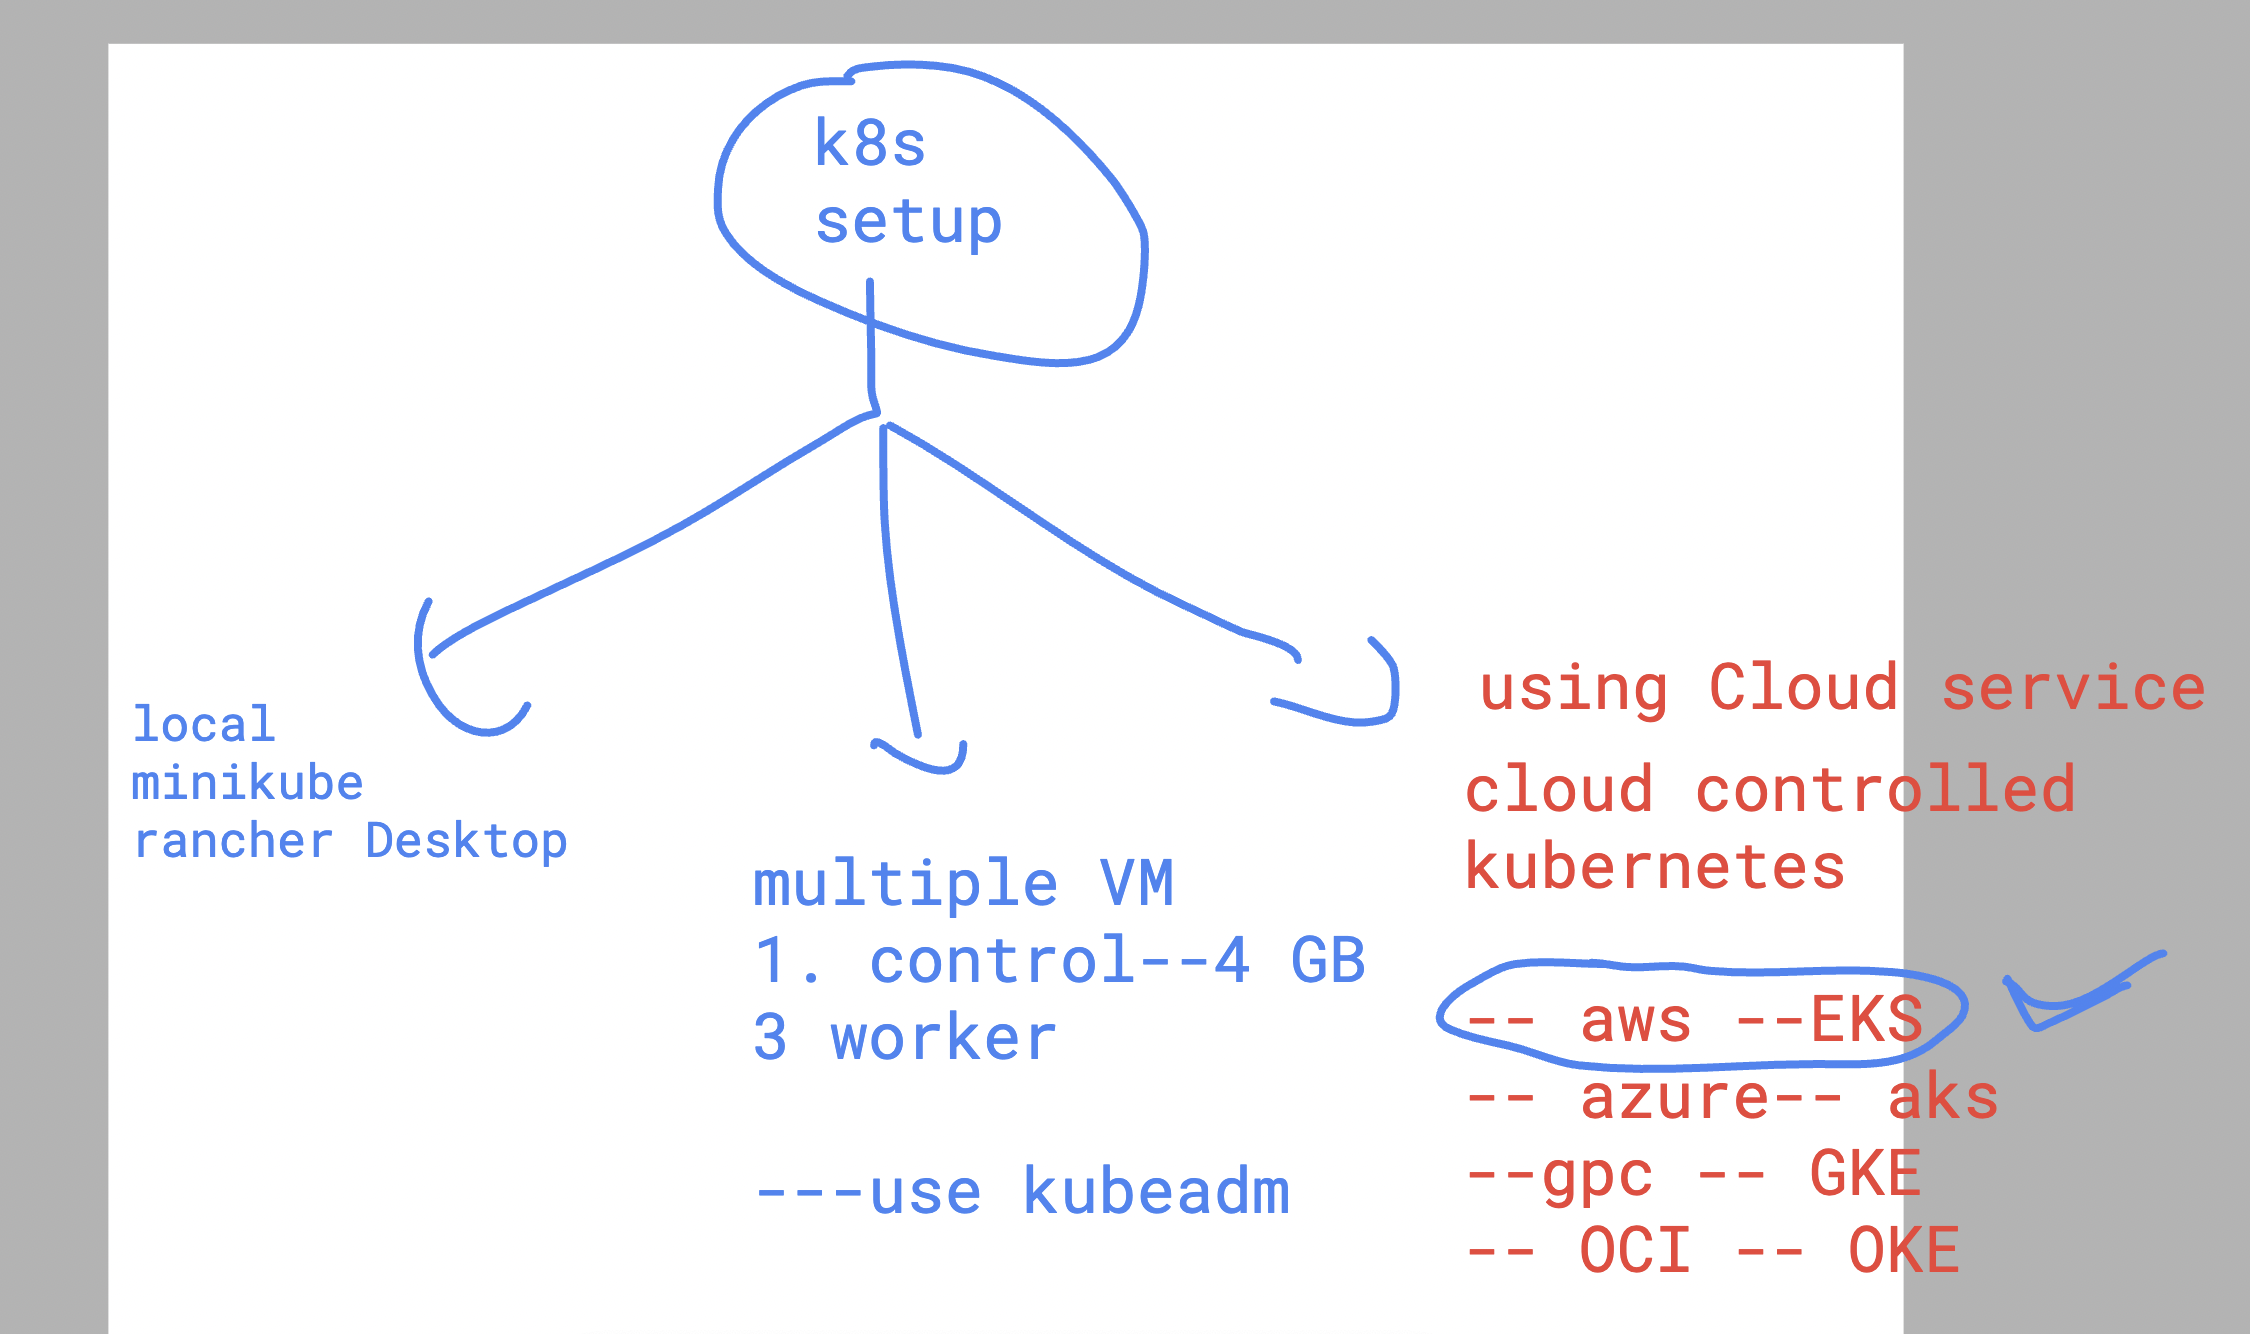 k8s
setup
local
minikube
rancher Desktop
multiple VM
1. control--4 GB
3 worker
---use kubeadm
using Cloud service
cloud controlled
kubernetes
-- aws --EKS
-- azure-- aks
--gpc -- GKE
-- OCI -- OKE